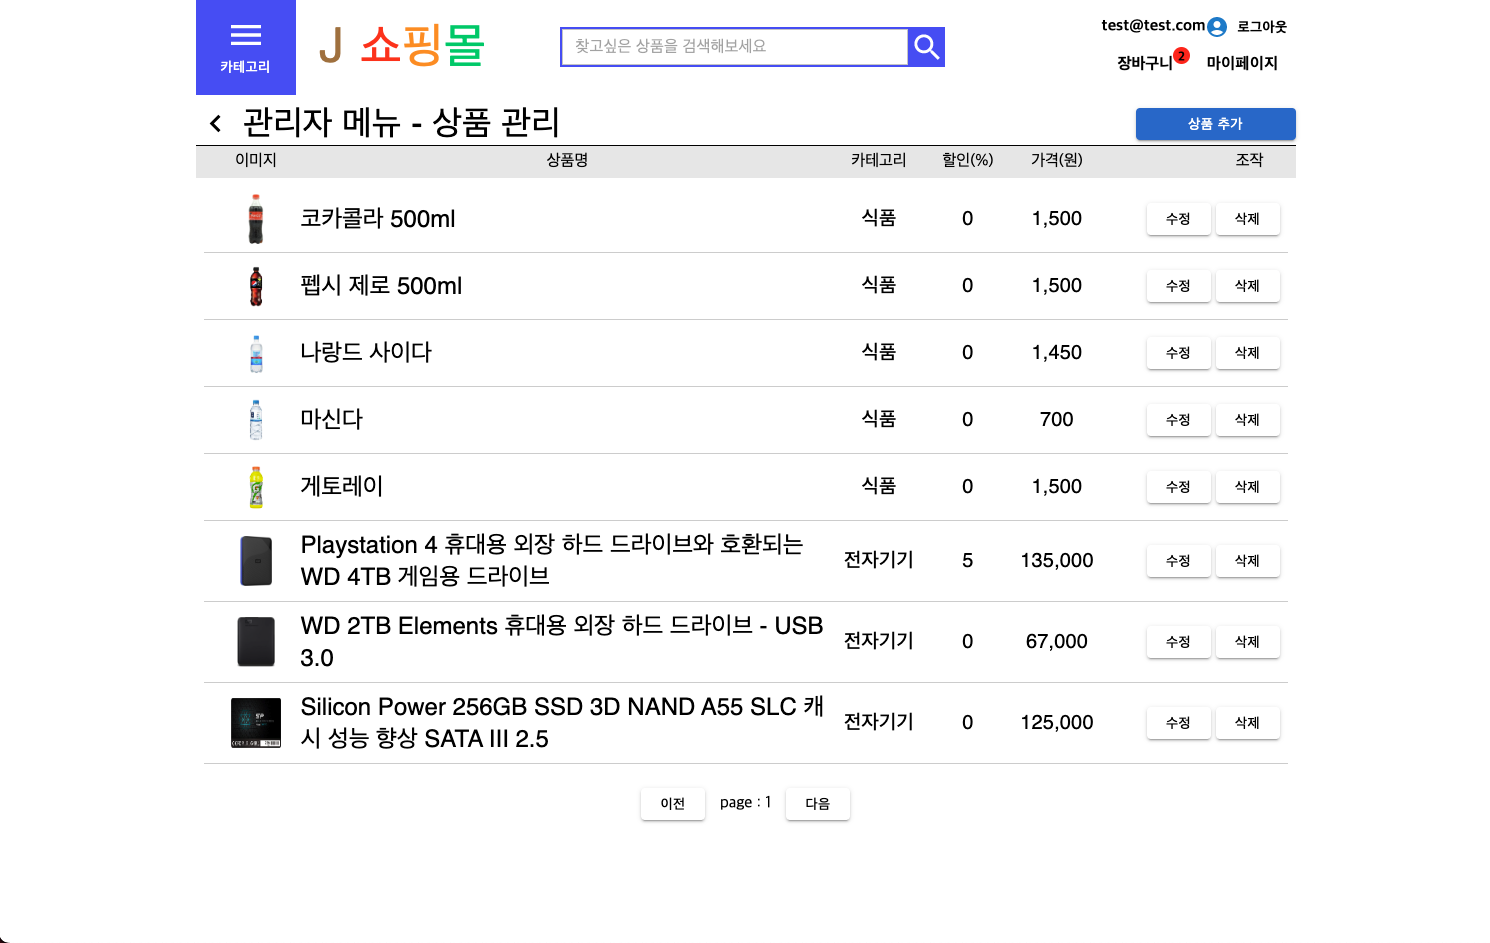 카테고리
J 쇼핑몰
찾고싶은 상품을 검색해보세요
test@test.com 로그아웃
장바구니 2 마이페이지
관리자 메뉴 - 상품 관리
상품 추가
이미지 상품명 카테고리 할인(%) 가격(원) 조작
코카콜라 500ml 식품 0 1,500 수정 삭제
펩시 제로 500ml 식품 0 1,500 수정 삭제
나랑드 사이다 식품 0 1,450 수정 삭제
마신다 식품 0 700 수정 삭제
게토레이 식품 0 1,500 수정 삭제
Playstation 4 휴대용 외장 하드 드라이브와 호환되는
WD 4TB 게임용 드라이브
전자기기 5 135,000 수정 삭제
WD 2TB Elements 휴대용 외장 하드 드라이브 - USB
3.0
전자기기 0 67,000 수정 삭제
Silicon Power 256GB SSD 3D NAND A55 SLC 캐
시 성능 향상 SATA III 2.5
전자기기 0 125,000 수정 삭제
이전 page : 1 다음